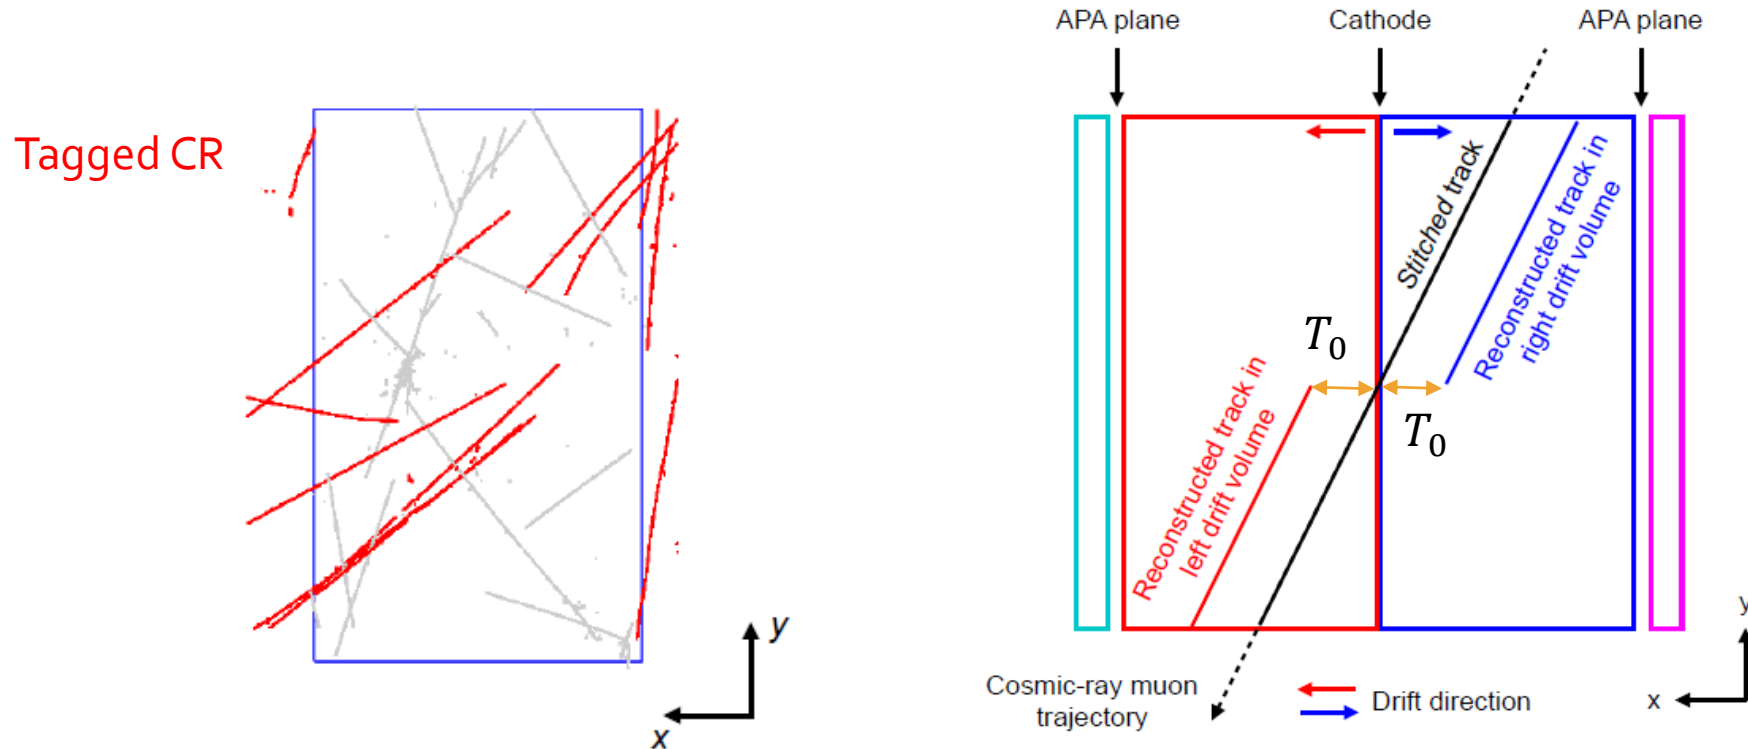 Tagged CR
y
x
APA plane
Cathode
APA plane
Stitched track
Reconstructed track in
right drift volume
T₀
T₀
Reconstructed track in
left drift volume
Cosmic-ray muon
trajectory
Drift direction
y
x